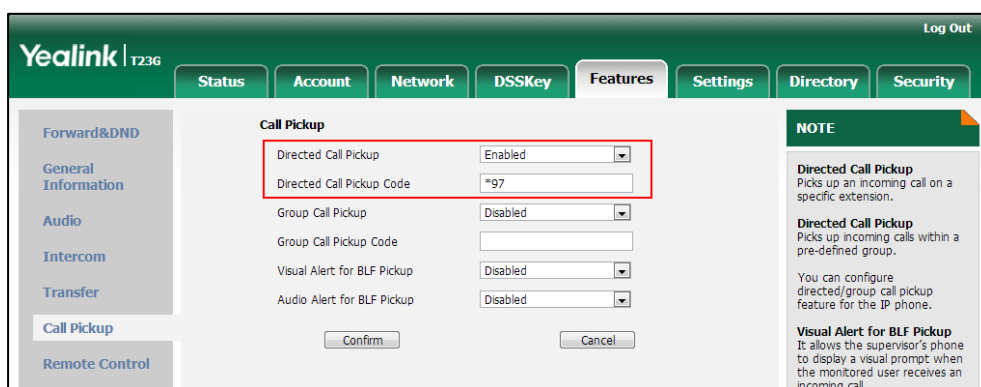 Log Out
Yealink | T23G
Status Account Network DSSKey Features Settings Directory Security
Forward&DND
General
Information
Audio
Intercom
Transfer
Call Pickup
Remote Control
Call Pickup
Directed Call Pickup Enabled
Directed Call Pickup Code *97
Group Call Pickup Disabled
Group Call Pickup Code
Visual Alert for BLF Pickup Disabled
Audio Alert for BLF Pickup Disabled
Confirm Cancel
NOTE
Directed Call Pickup
Picks up an incoming call on a
specific extension.
Directed Call Pickup
Picks up incoming calls within a
pre-defined group.
You can configure
directed/group call pickup
feature for the IP phone.
Visual Alert for BLF Pickup
It allows the supervisor's phone
to display a visual prompt when
the monitored user receives an
incoming call